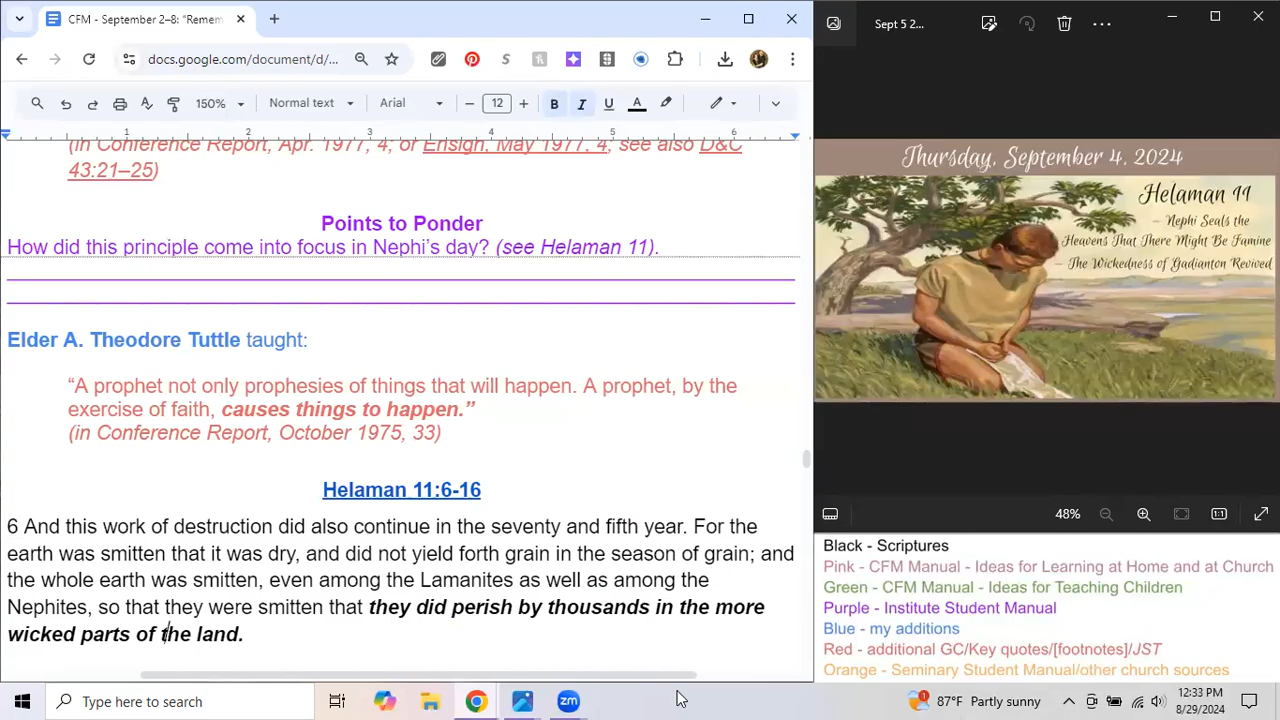 CFM - September 2–8: “Remem
docs.google.com/document/d/...
150%
Normal text
Arial
12
1
2
3
4
5
6
(in Conference Report, Apr. 1977, 4; or Ensign, May 1977, 4; see also D&C
43:21–25)
Points to Ponder
How did this principle come into focus in Nephi’s day? (see Helaman 11).
Elder A. Theodore Tuttle taught:
“A prophet not only prophesies of things that will happen. A prophet, by the
exercise of faith, causes things to happen.”
(in Conference Report, October 1975, 33)
Helaman 11:6-16
6 And this work of destruction did also continue in the seventy and fifth year. For the
earth was smitten that it was dry, and did not yield forth grain in the season of grain; and
the whole earth was smitten, even among the Lamanites as well as among the
Nephites, so that they were smitten that they did perish by thousands in the more
wicked parts of the land.
Sept 5 2...
Thursday, September 4, 2024
Helaman 11
– Nephi Seals the
Heavens That There Might Be Famine
– The Wickedness of Gadianton Revived
48%
1:1
Black - Scriptures
Pink - CFM Manual - Ideas for Learning at Home and at Church
Green - CFM Manual - Ideas for Teaching Children
Purple - Institute Student Manual
Blue - my additions
Red - additional GC/Key quotes/[footnotes]/JST
Orange - Seminary Student Manual/other church sources
Type here to search
zm
1
87°F Partly sunny
12:33 PM
8/29/2024